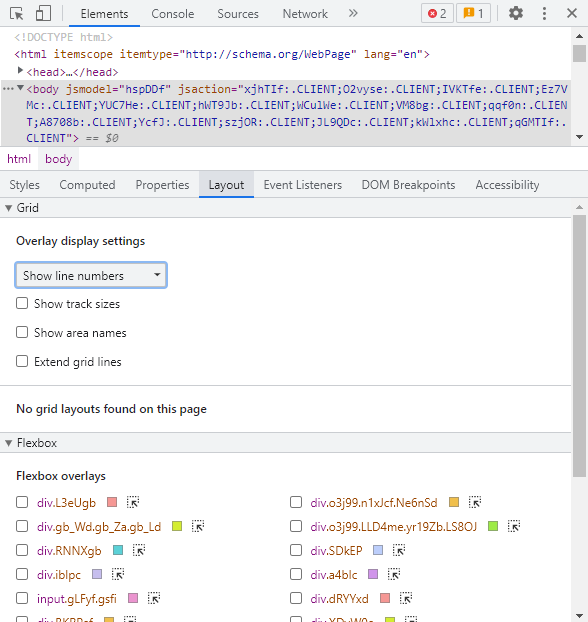 Elements Console Sources Network » 2 1
<!DOCTYPE html>
<html itemscope itemtype="http://schema.org/WebPage" lang="en">
<head>…</head>
<body jsmodel="hspDDf" jsaction="xjhTIf:.CLIENT;O2vyse:.CLIENT;IVKTfe:.CLIENT;Ez7V
Mc:.CLIENT;YUC7He:.CLIENT;hWT9Jb:.CLIENT;WCulWe:.CLIENT;VM8bg:.CLIENT;qqf0n:.CLIEN
T;A8708b:.CLIENT;YcfJ:.CLIENT;szjOR:.CLIENT;JL9QDc:.CLIENT;kWlxhc:.CLIENT;qGMTIf:.
CLIENT"> == $0
html body
Styles Computed Properties Layout Event Listeners DOM Breakpoints Accessibility
Grid
Overlay display settings
Show line numbers
Show track sizes
Show area names
Extend grid lines
No grid layouts found on this page
Flexbox
Flexbox overlays
div.L3eUgb div.o3j99.n1xJcf.Ne6nSd
div.gb_Wd.gb_Za.gb_Ld div.o3j99.LLD4me.yr19Zb.LS8OJ
div.RNNXgb div.SDkEP
div.iblpc div.a4bIc
input.gLFyf.gsfi div.dRYYxd